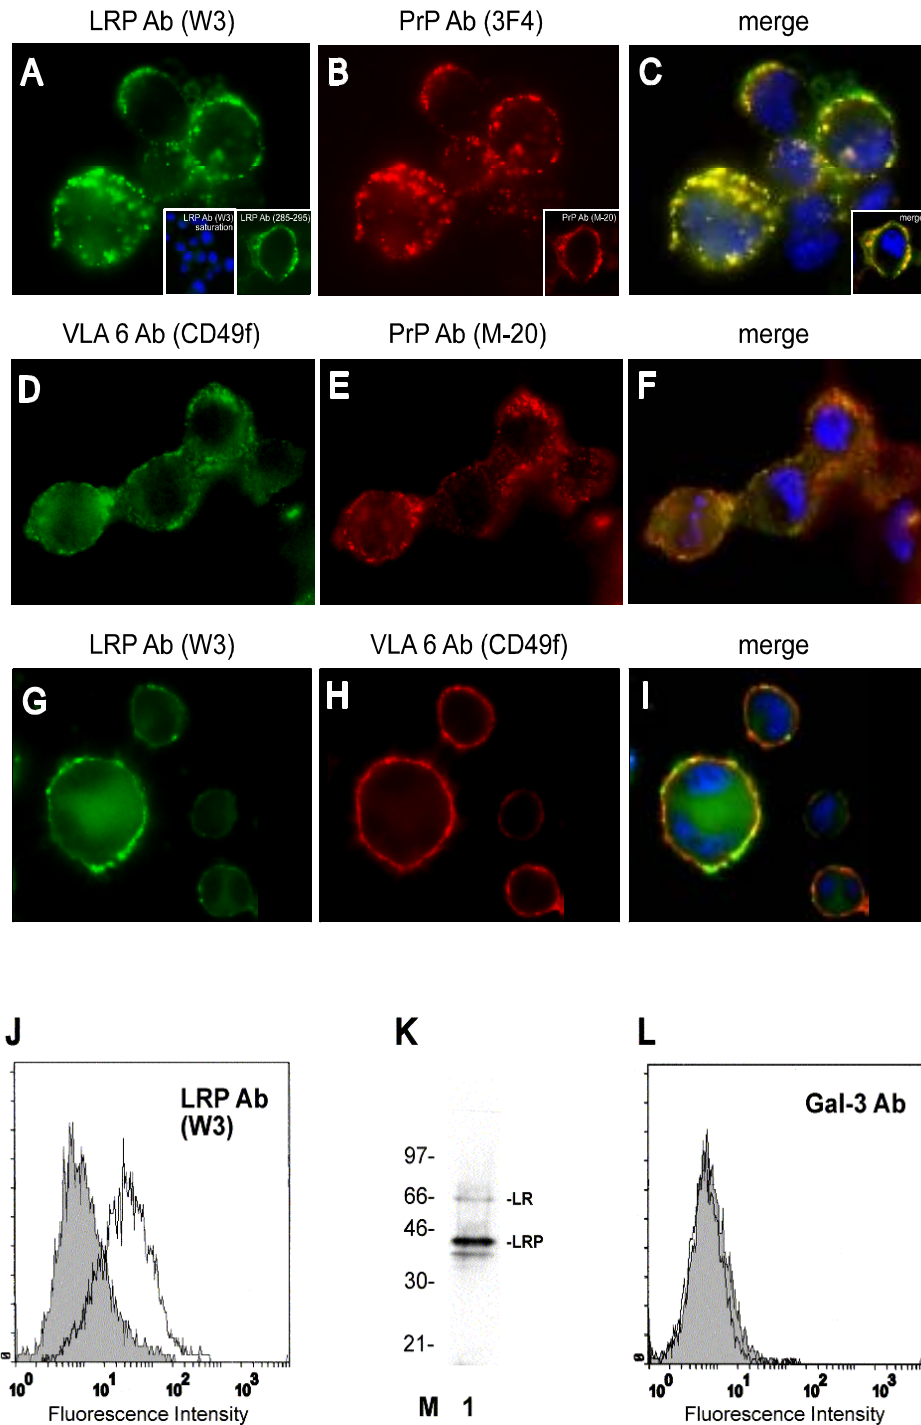 LRP Ab (W3) PrP Ab (3F4) merge
A B C
LRP Ab (W3)
saturation
LRP Ab (285-295)
PrP Ab (M-20)
merge
VLA 6 Ab (CD49f) PrP Ab (M-20) merge
D E F
LRP Ab (W3) VLA 6 Ab (CD49f) merge
G H I
J K L
LRP Ab
(W3)
Gal-3 Ab
97-
66- -LR
46- -LRP
30-
21-
0 0
10⁰ 10¹ 10² 10³
M 1
10⁰ 10¹ 10² 10³
Fluorescence Intensity Fluorescence Intensity